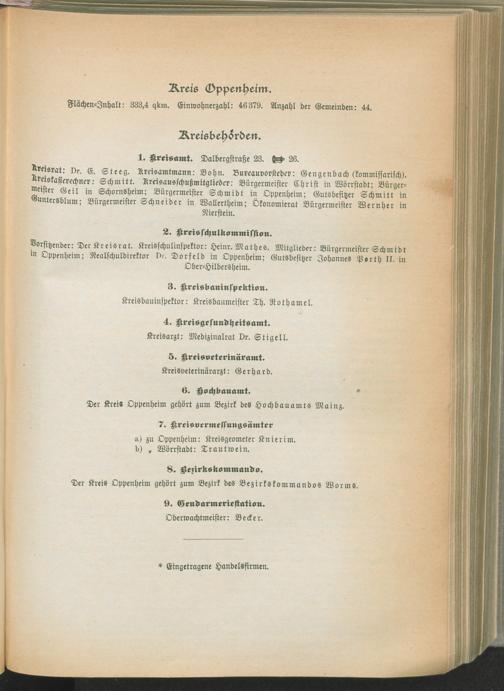 Kreis Oppenheim.
Flächen-Inhalt: 333,4 qkm. Einwohnerzahl: 46379. Anzahl der Gemeinden: 44.
Kreisbehörden.
1. Kreisamt. Dalbergstraße 23. 26.
Kreisrat: Dr. E. Steeg. Kreisamtmann: Bohn. Bureauvorsteher: Gengenbach (kommissarisch).
Kreiskasserechner: Schmitt. Kreisausschußmitglieder: Bürgermeister Christ in Wörrstadt; Bürger-
meister Geil in Schornsheim; Bürgermeister Schmidt in Oppenheim; Gutsbesitzer Schmitt in
Guntersblum; Bürgermeister Schneider in Wallertheim; Ökonomierat Bürgermeister Wernher in
Nierstein.
2. Kreisschulkommission.
Vorsitzender: Der Kreisrat. Kreisschulinspektor: Heinr. Mathes. Mitglieder: Bürgermeister Schmidt
in Oppenheim; Realschuldirektor Dr. Dorfeld in Oppenheim; Gutsbesitzer Johannes Horth II. in
Ober-Hilbersheim.
3. Kreisbauinspektion.
Kreisbauinspektor: Kreisbaumeister Th. Rothamel.
4. Kreisgesundheitsamt.
Kreisarzt: Medizinalrat Dr. Stigell.
5. Kreisveterinäramt.
Kreisveterinärarzt: Gerhard.
6. Hochbauamt.
Der Kreis Oppenheim gehört zum Bezirk des Hochbauamts Mainz.
7. Kreisvermessungsämter
a) zu Oppenheim: Kreisgeometer Knierim.
b) „ Wörrstadt: Trautwein.
8. Bezirkskommando.
Der Kreis Oppenheim gehört zum Bezirk des Bezirkskommandos Worms.
9. Gendarmeriestation.
Oberwachtmeister: Becker.
* Eingetragene Handelsfirmen.